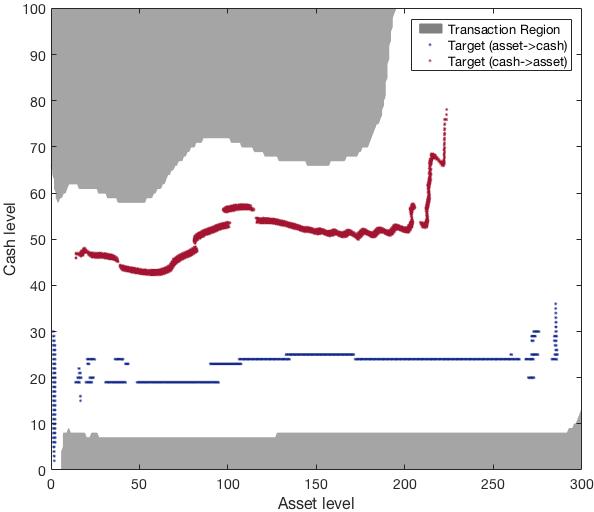 100
90
80
70
60
50
40
30
20
10
0
Cash level
Transaction Region
Target (asset->cash)
Target (cash->asset)
0 50 100 150 200 250 300
Asset level